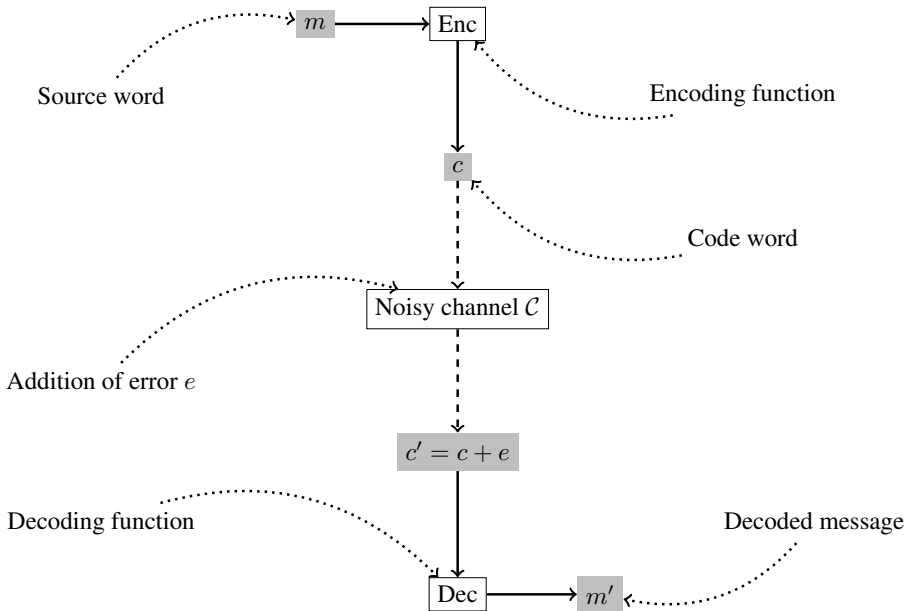 m
Enc
Source word
Encoding function
c
Code word
Noisy channel 𝒞
Addition of error e
c′ = c + e
Decoding function
Decoded message
Dec
m′